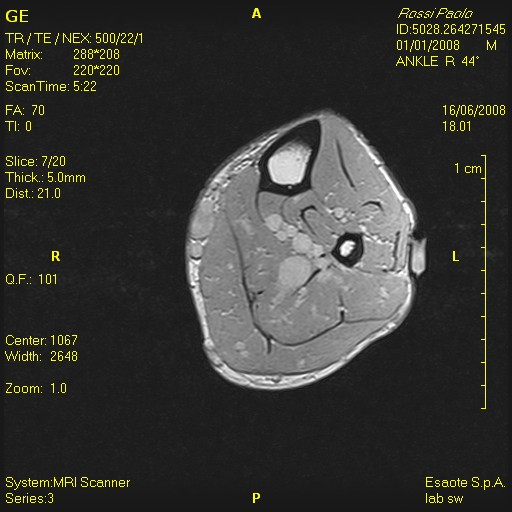 GE
TR / TE / NEX: 500/22/1
Matrix: 288*208
Fov: 220*220
ScanTime: 5:22
FA: 70
TI: 0
Slice: 7/20
Thick.: 5.0mm
Dist.: 21.0
R
Q.F.: 101
Center: 1067
Width: 2648
Zoom: 1.0
System:MRI Scanner
Series:3
A
P
Rossi Paolo
ID:5028.264271545
01/01/2008 M
ANKLE R 44°
16/06/2008
18.01
1 cm
L
Esaote S.p.A.
lab sw